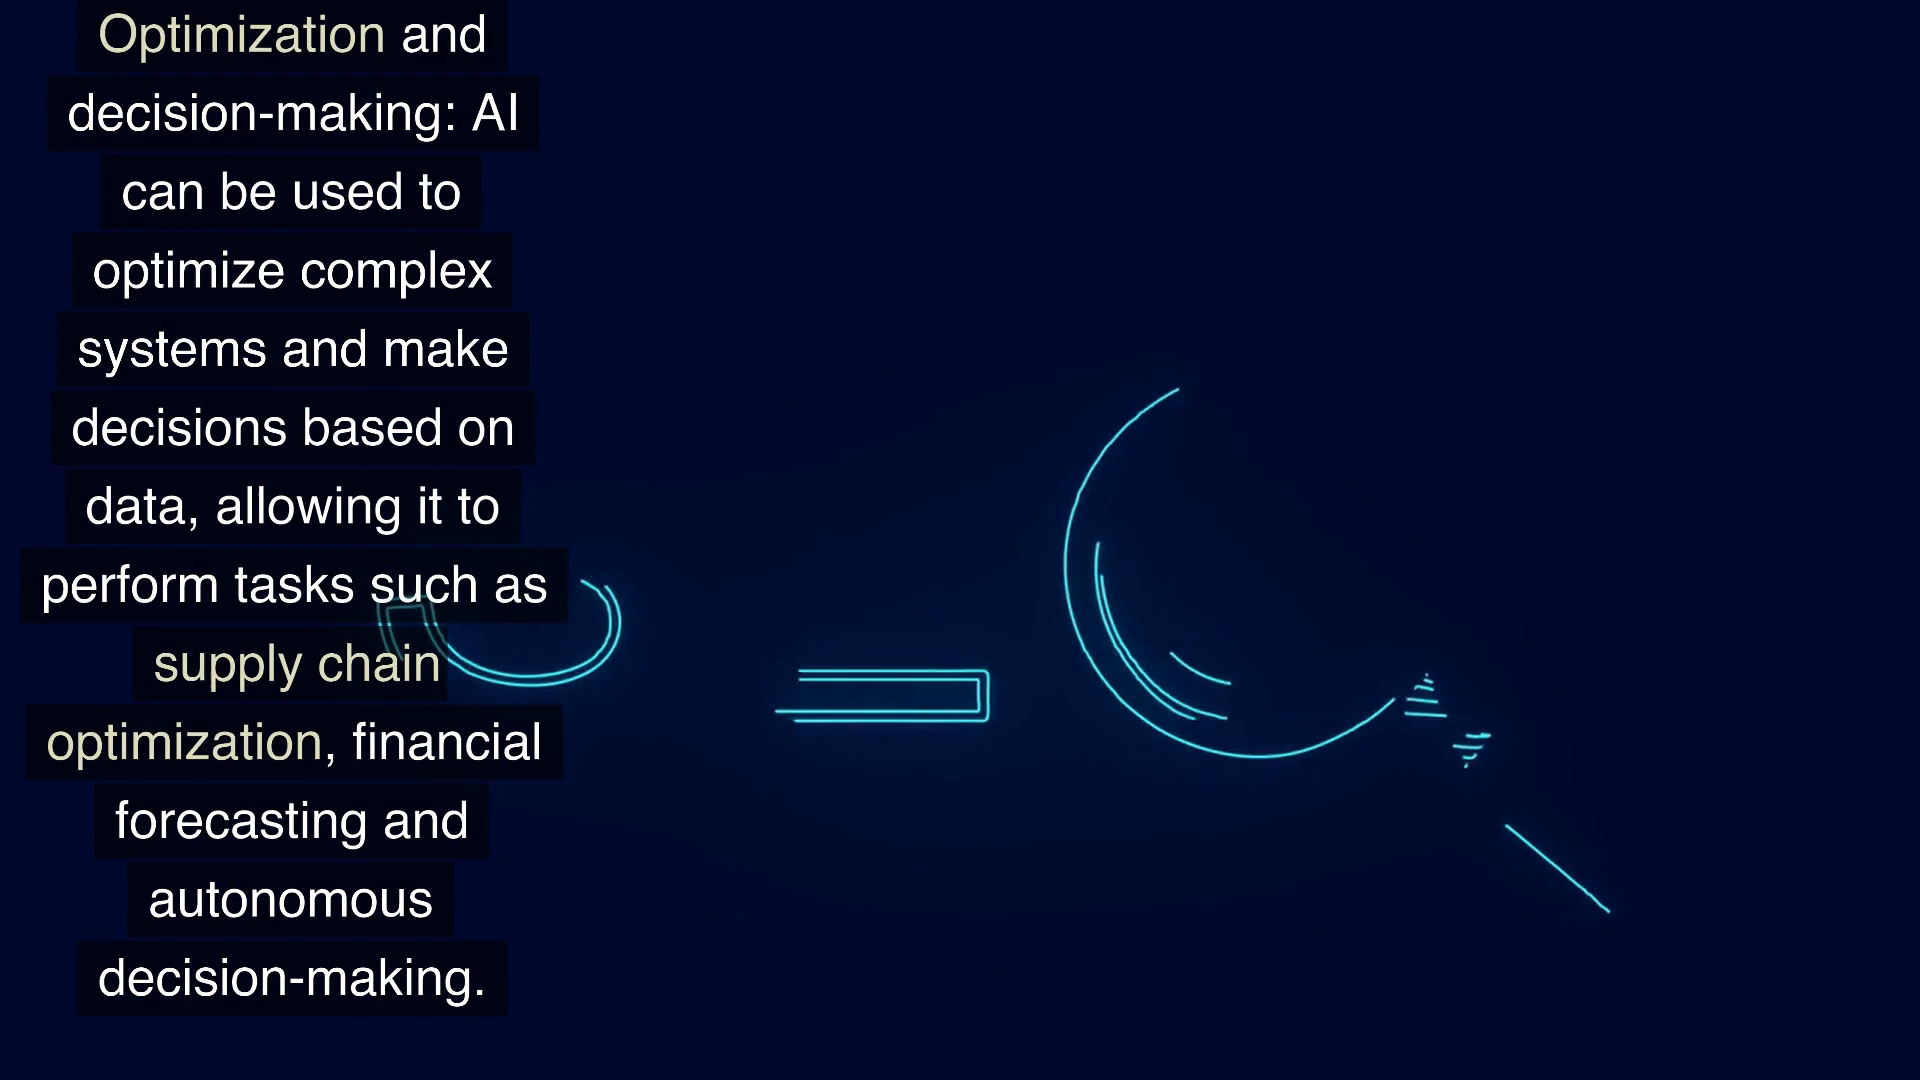 Optimization and
decision-making: AI
can be used to
optimize complex
systems and make
decisions based on
data, allowing it to
perform tasks such as
supply chain
optimization, financial
forecasting and
autonomous
decision-making.